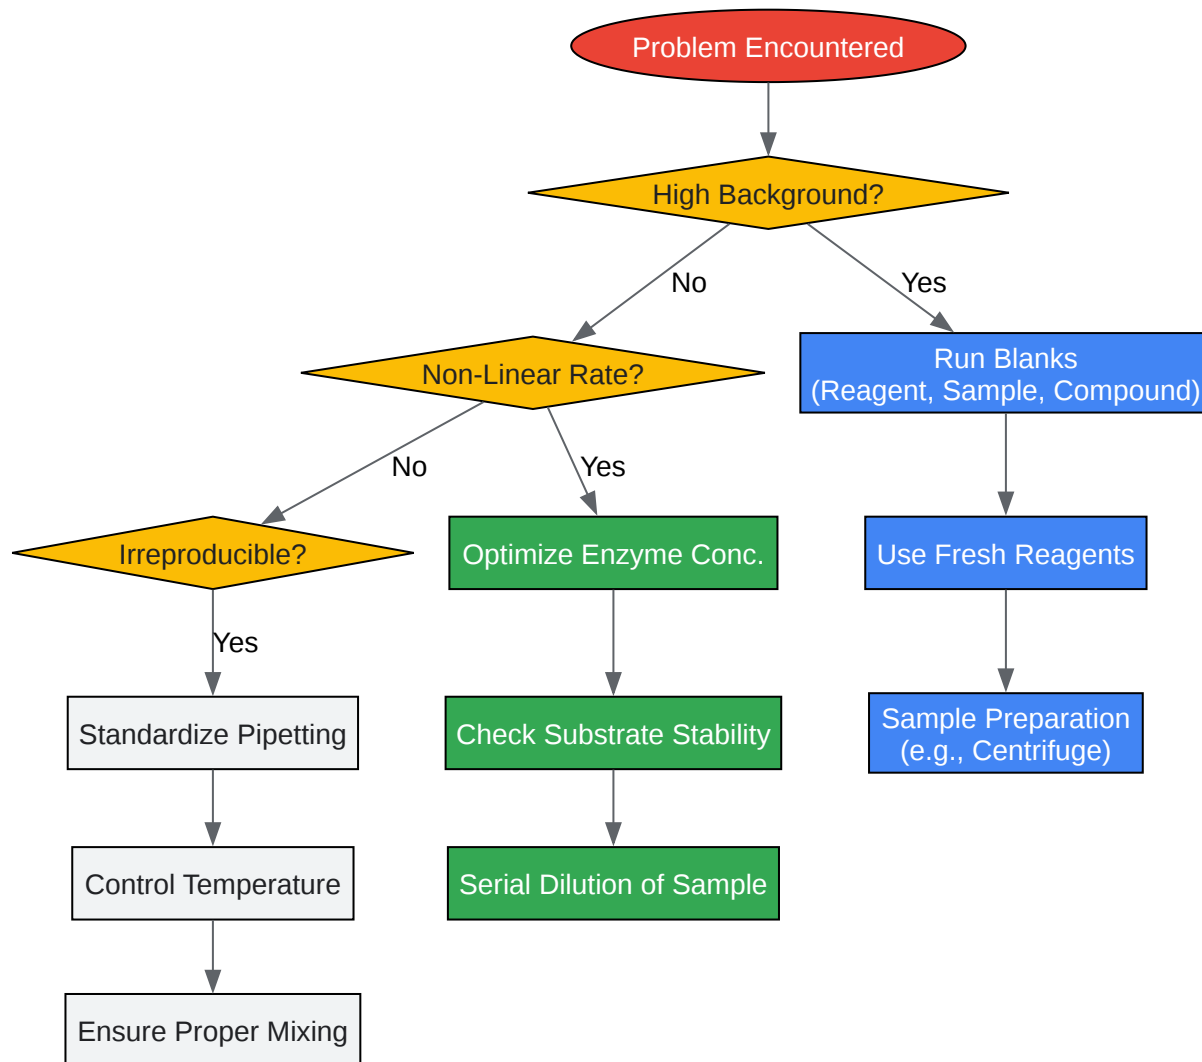 Problem Encountered
High Background?
No
Yes
Non-Linear Rate?
Run Blanks
(Reagent, Sample, Compound)
No
Yes
Irreproducible?
Optimize Enzyme Conc.
Use Fresh Reagents
Yes
Standardize Pipetting
Check Substrate Stability
Sample Preparation
(e.g., Centrifuge)
Control Temperature
Serial Dilution of Sample
Ensure Proper Mixing